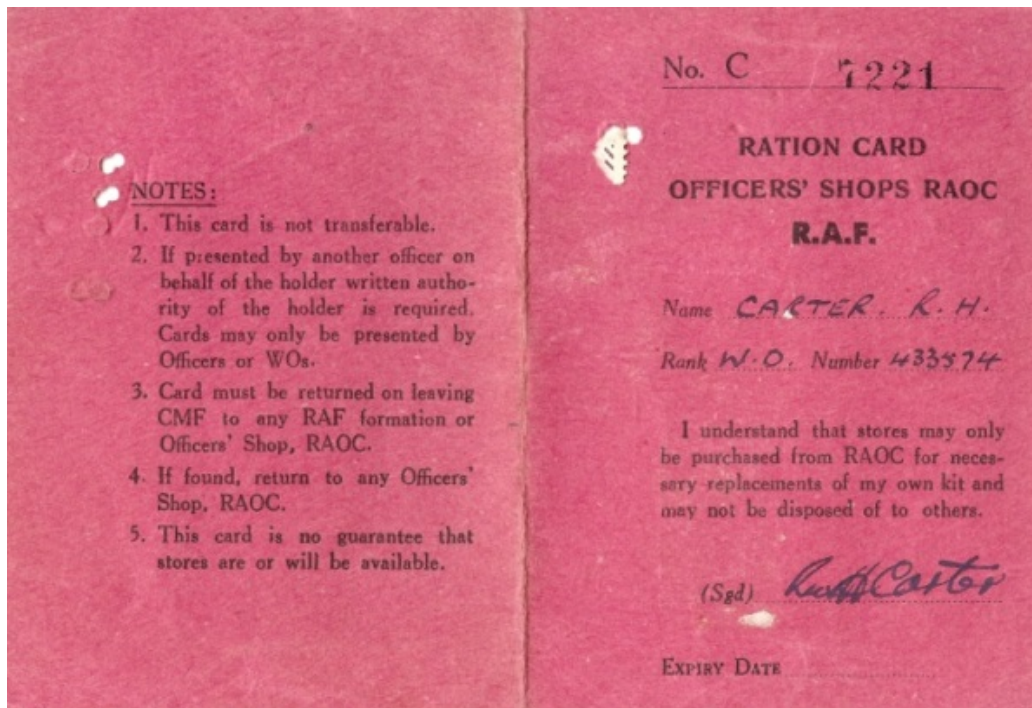 NOTES:
1. This card is not transferable.
2. If presented by another officer on
behalf of the holder written autho-
rity of the holder is required.
Cards may only be presented by
Officers or WOs.
3. Card must be returned on leaving
CMF to any RAF formation or
Officers' Shop, RAOC.
4. If found, return to any Officers'
Shop, RAOC.
5. This card is no guarantee that
stores are or will be available.
No. C 7221
RATION CARD
OFFICERS' SHOPS RAOC
R.A.F.
Name CARTER. R. H.
Rank W.O. Number 433574
I understand that stores may only
be purchased from RAOC for neces-
sary replacements of my own kit and
may not be disposed of to others.
(Sgd) Carter
EXPIRY DATE